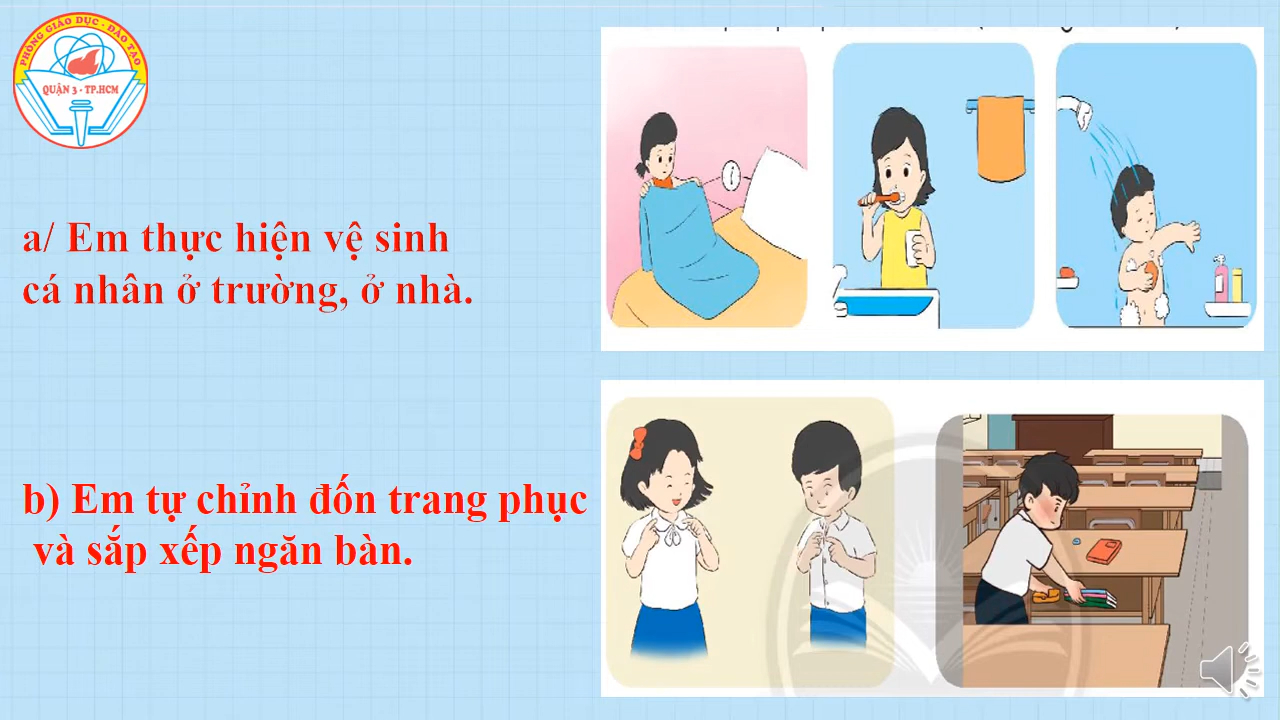 PHÒNG GIÁO DỤC - ĐÀO TẠO
QUẬN 3 - TP.HCM
a/ Em thực hiện vệ sinh
cá nhân ở trường, ở nhà.
b) Em tự chỉnh đốn trang phục
và sắp xếp ngăn bàn.